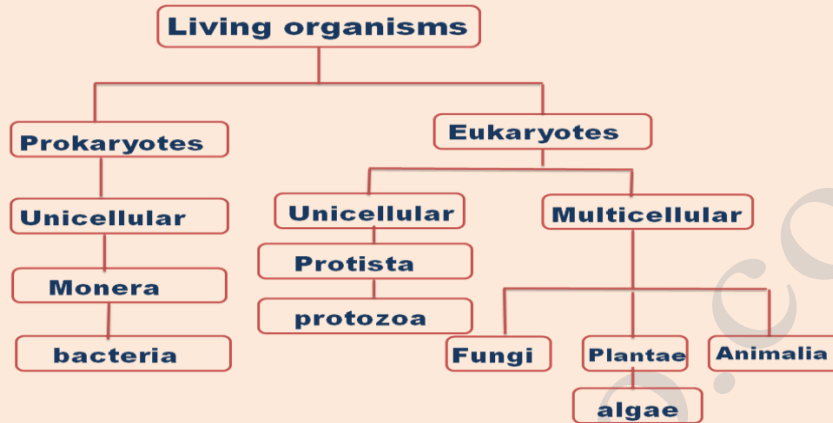 Living organisms
Prokaryotes
Eukaryotes
Unicellular
Unicellular
Multicellular
Monera
Protista
bacteria
protozoa
Fungi
Plantae
Animalia
algae